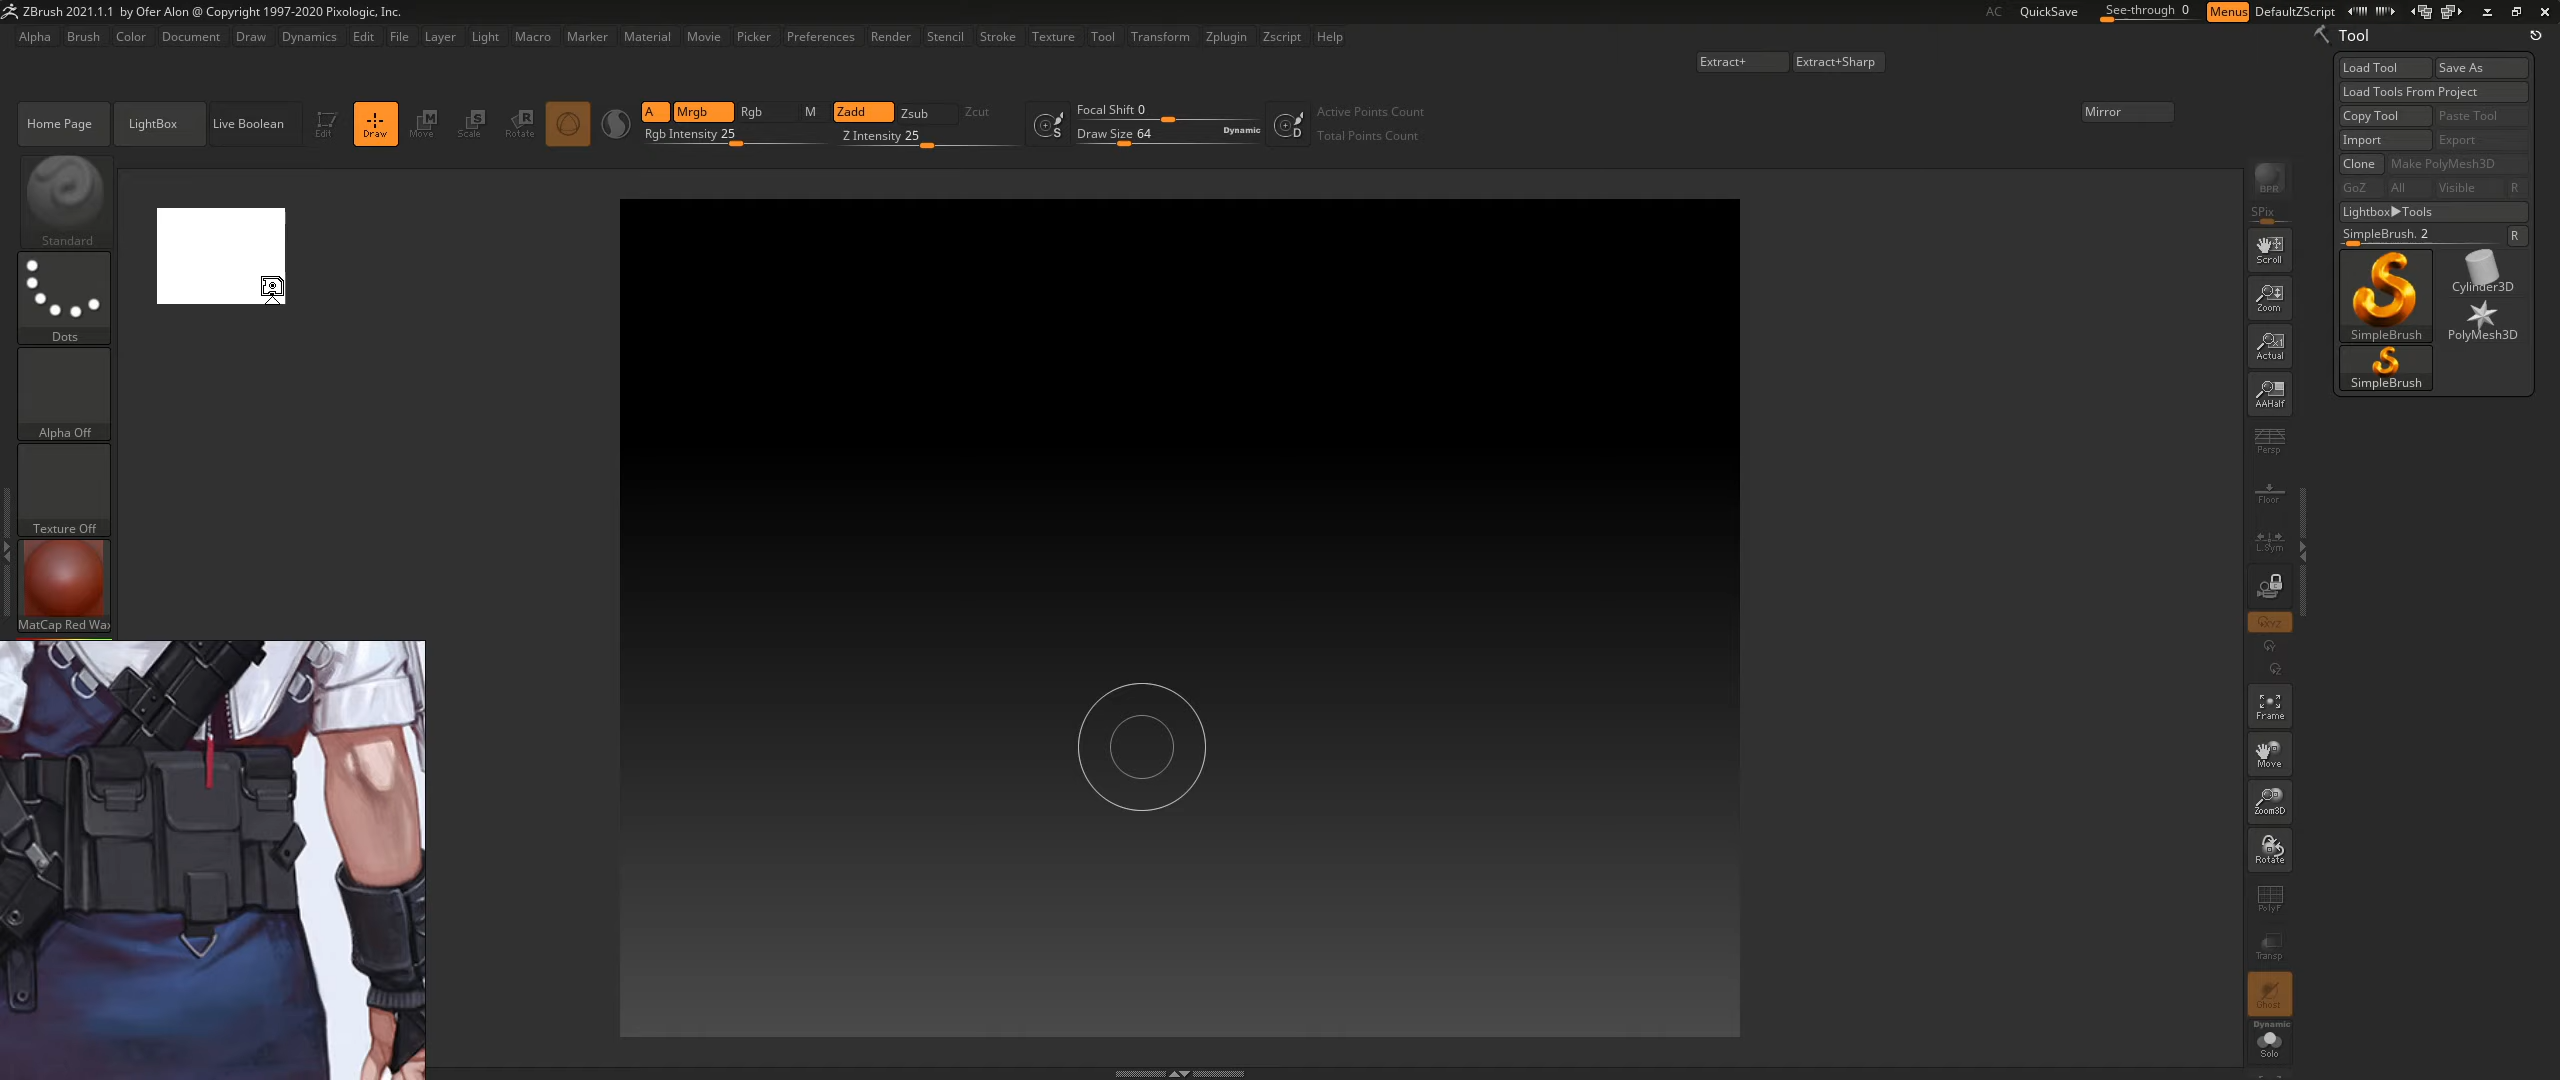 ZBrush 2021.1.1 by Ofer Alon @ Copyright 1997-2020 Pixologic, Inc.
AC QuickSave See-through 0 Menus DefaultZScript
Alpha Brush Color Document Draw Dynamics Edit File Layer Light Macro Marker Material Movie Picker Preferences Render Stencil Stroke Texture Tool Transform Zplugin Zscript Help
Tool
Extract+ Extract+Sharp
Load Tool Save As
Load Tools From Project
Copy Tool Paste Tool
Import Export
Clone Make PolyMesh3D
GoZ All Visible R
Lightbox▶Tools
SimpleBrush. 2 R
SimpleBrush
Cylinder3D
PolyMesh3D
SimpleBrush
Home Page LightBox Live Boolean
Edit Draw Move Scale Rotate
A Mrgb Rgb M Zadd Zsub Zcut
Rgb Intensity 25 Z Intensity 25
Focal Shift 0
Draw Size 64 Dynamic
Active Points Count
Total Points Count
Mirror
Standard
Dots
Alpha Off
Texture Off
MatCap Red Wax
BPR
SPix
Scroll
Zoom
Actual
AAHalf
Persp
Floor
L.Sym
XYZ
Frame
Move
Zoom3D
Rotate
PolyF
Transp
Ghost
Dynamic
Solo